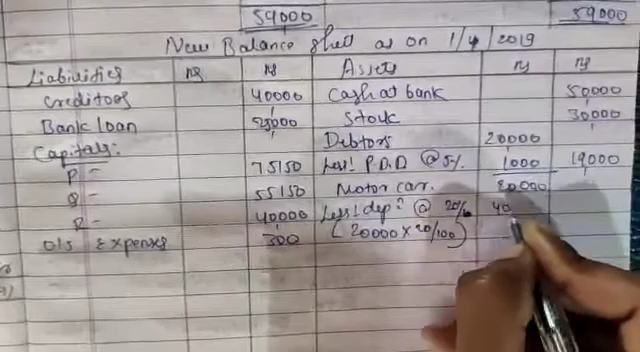 59000 59000
New Balance Sheet as on 1/4/2019
Liabilities Rs Rs Assets Rs Rs
Creditors 40000 Cash at bank 50000
Bank loan 25000 Stock 30000
Capitals: Debtors 20000
P - 75150 Less: P.D.D @ 5% 1000 19000
Q - 55150 Motor car. 20000
R - 40000 Less: dep? @ 20% 40
O/s Expenses 300 (20000 x 20/100)